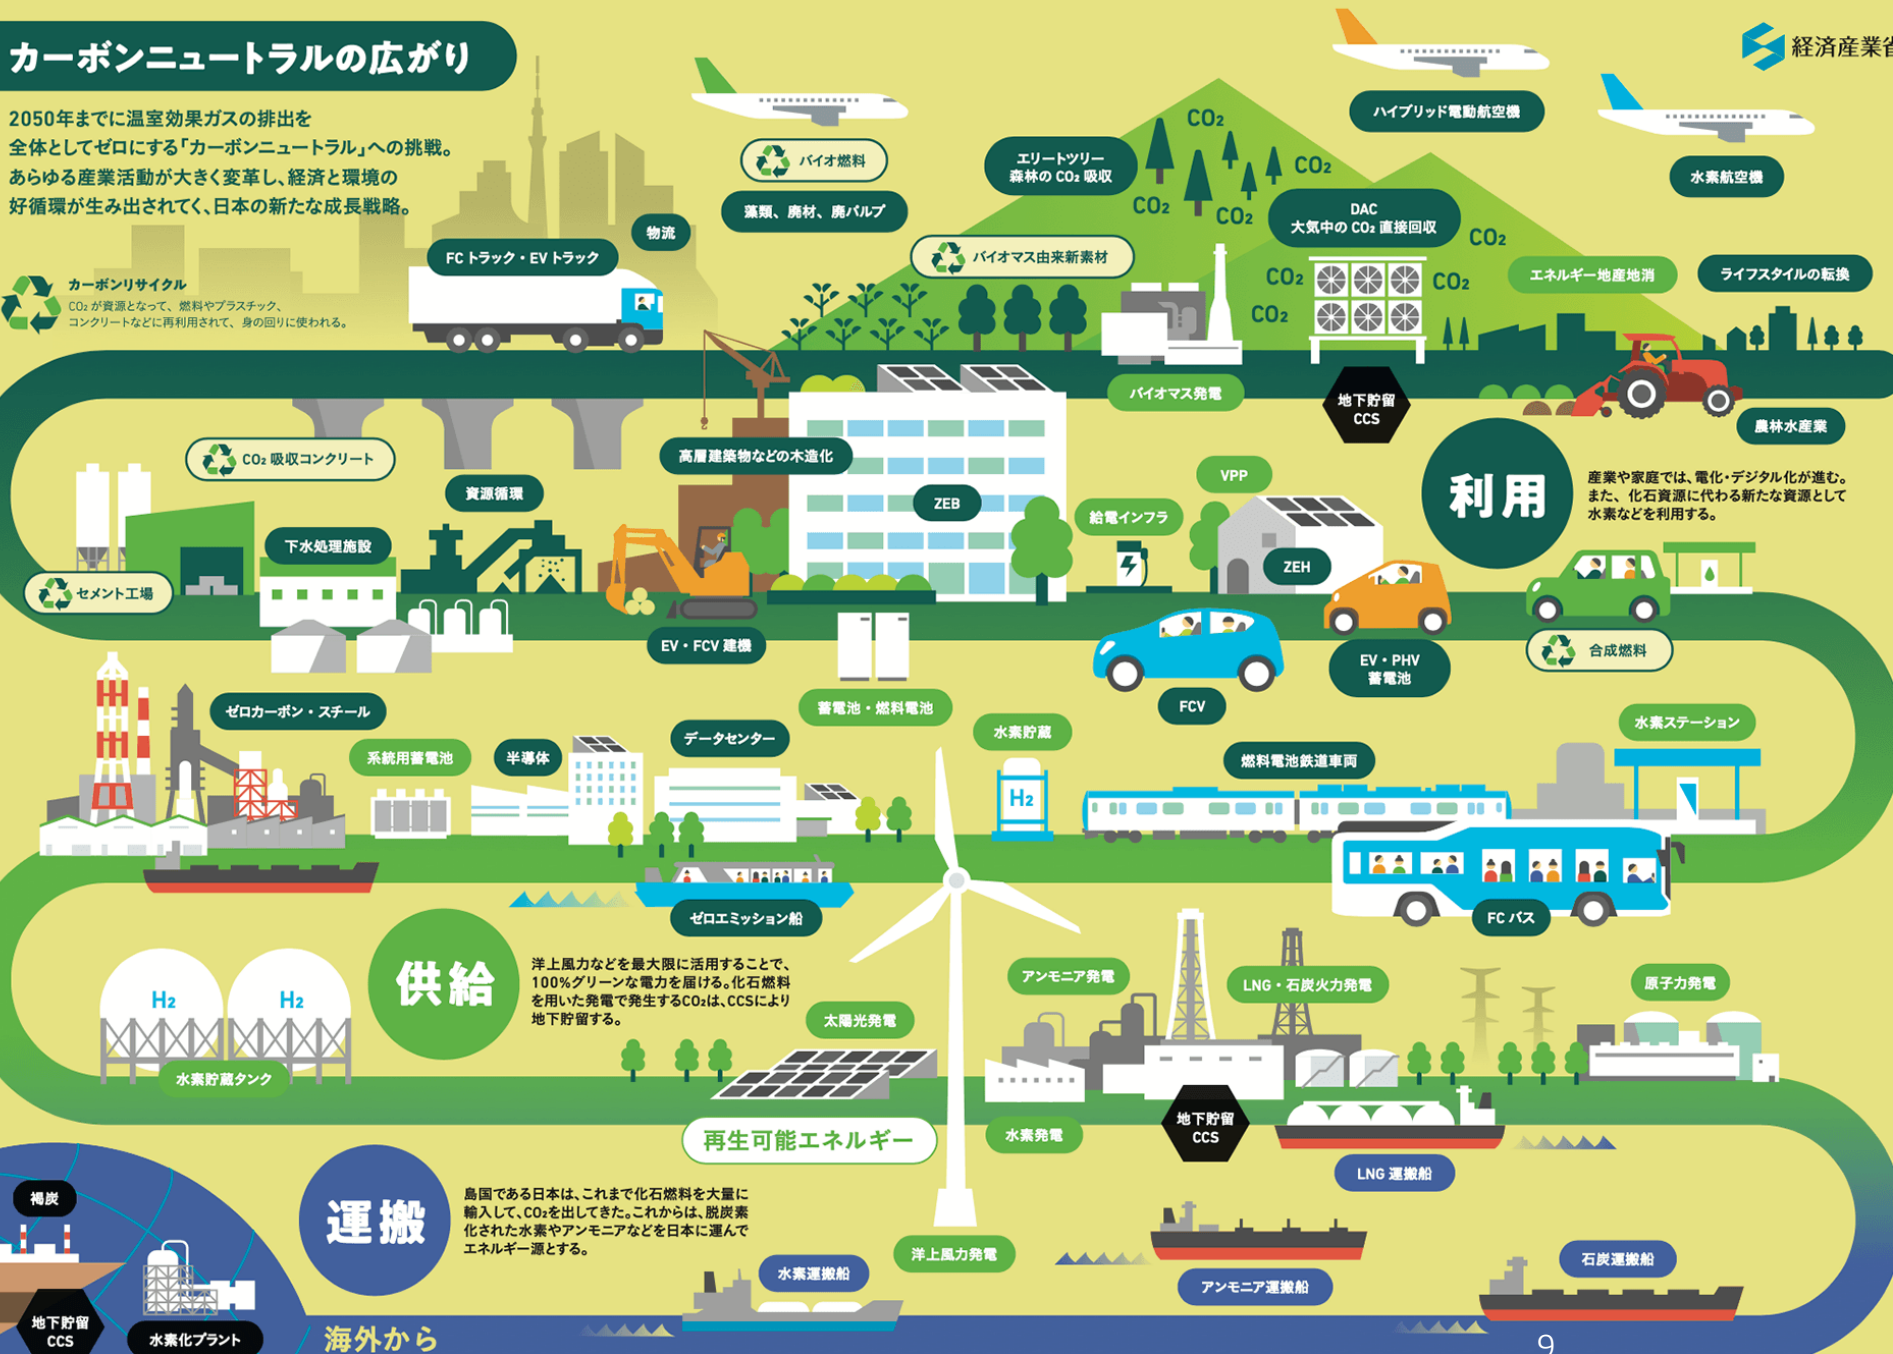 カーボンニュートラルの広がり
経済産業省
2050年までに温室効果ガスの排出を
全体としてゼロにする「カーボンニュートラル」への挑戦。
あらゆる産業活動が大きく変革し、経済と環境の
好循環が生み出されてく、日本の新たな成長戦略。
カーボンリサイクル
CO₂が資源となって、燃料やプラスチック、
コンクリートなどに再利用されて、身の回りに使われる。
FCトラック・EVトラック
物流
バイオ燃料
藻類、廃材、廃パルプ
エリートツリー
森林のCO₂吸収
CO₂
CO₂
CO₂
CO₂
ハイブリッド電動航空機
水素航空機
DAC
大気中のCO₂直接回収
CO₂
CO₂
CO₂
CO₂
バイオマス由来新素材
エネルギー地産地消
ライフスタイルの転換
バイオマス発電
地下貯留
CCS
農林水産業
利用
産業や家庭では、電化・デジタル化が進む。
また、化石資源に代わる新たな資源として
水素などを利用する。
CO₂吸収コンクリート
資源循環
高層建築物などの木造化
ZEB
VPP
給電インフラ
ZEH
下水処理施設
セメント工場
EV・FCV建機
蓄電池・燃料電池
FCV
EV・PHV
蓄電池
合成燃料
ゼロカーボン・スチール
系統用蓄電池
半導体
データセンター
水素貯蔵
H₂
燃料電池鉄道車両
水素ステーション
ゼロエミッション船
FCバス
供給
洋上風力などを最大限に活用することで、
100%グリーンな電力を届ける。化石燃料
を用いた発電で発生するCO₂は、CCSにより
地下貯留する。
H₂
H₂
水素貯蔵タンク
太陽光発電
アンモニア発電
LNG・石炭火力発電
原子力発電
再生可能エネルギー
水素発電
地下貯留
CCS
LNG運搬船
運搬
島国である日本は、これまで化石燃料を大量に
輸入して、CO₂を出してきた。これからは、脱炭素
化された水素やアンモニアなどを日本に運んで
エネルギー源とする。
褐炭
地下貯留
CCS
水素化プラント
海外から
水素運搬船
洋上風力発電
アンモニア運搬船
石炭運搬船
9